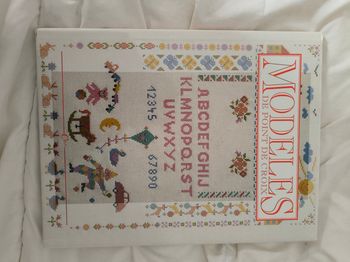 MODELES
DE POINT DE CROIX
ABCDEFGHIJ
KLMNOPQRST
UVWXYZ
12345
67890